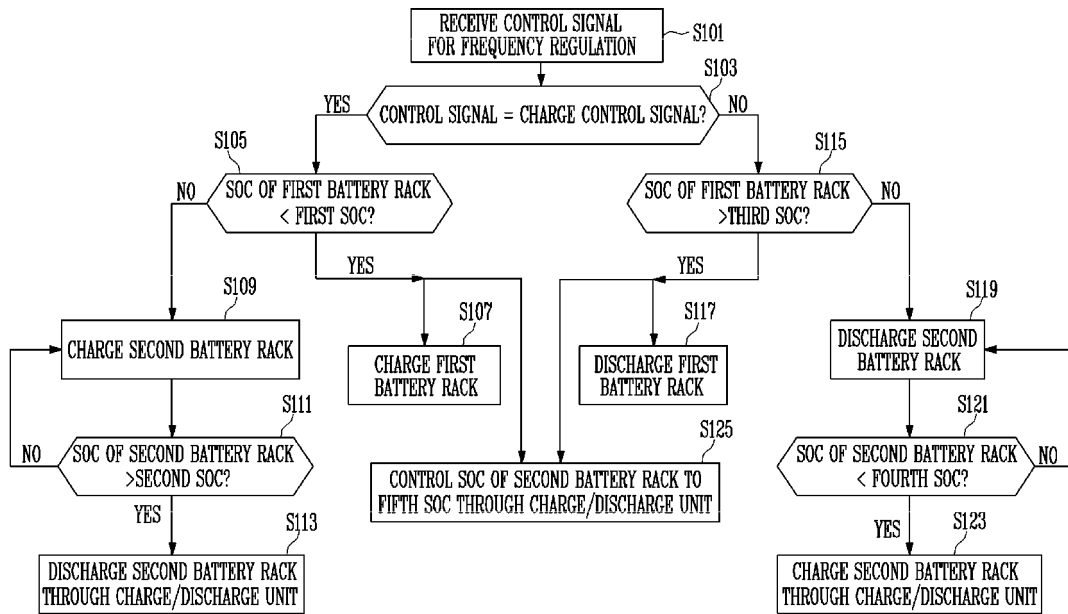 RECEIVE CONTROL SIGNAL
FOR FREQUENCY REGULATION
S101
S103
YES
CONTROL SIGNAL = CHARGE CONTROL SIGNAL?
NO
S105
S115
NO
SOC OF FIRST BATTERY RACK
< FIRST SOC?
SOC OF FIRST BATTERY RACK
>THIRD SOC?
NO
YES
YES
S109
S107
S117
S119
CHARGE SECOND BATTERY RACK
CHARGE FIRST
BATTERY RACK
DISCHARGE FIRST
BATTERY RACK
DISCHARGE SECOND
BATTERY RACK
S111
S125
S121
NO
SOC OF SECOND BATTERY RACK
>SECOND SOC?
CONTROL SOC OF SECOND BATTERY RACK TO
FIFTH SOC THROUGH CHARGE/DISCHARGE UNIT
SOC OF SECOND BATTERY RACK
< FOURTH SOC?
NO
YES
S113
YES
S123
DISCHARGE SECOND BATTERY RACK
THROUGH CHARGE/DISCHARGE UNIT
CHARGE SECOND BATTERY RACK
THROUGH CHARGE/DISCHARGE UNIT